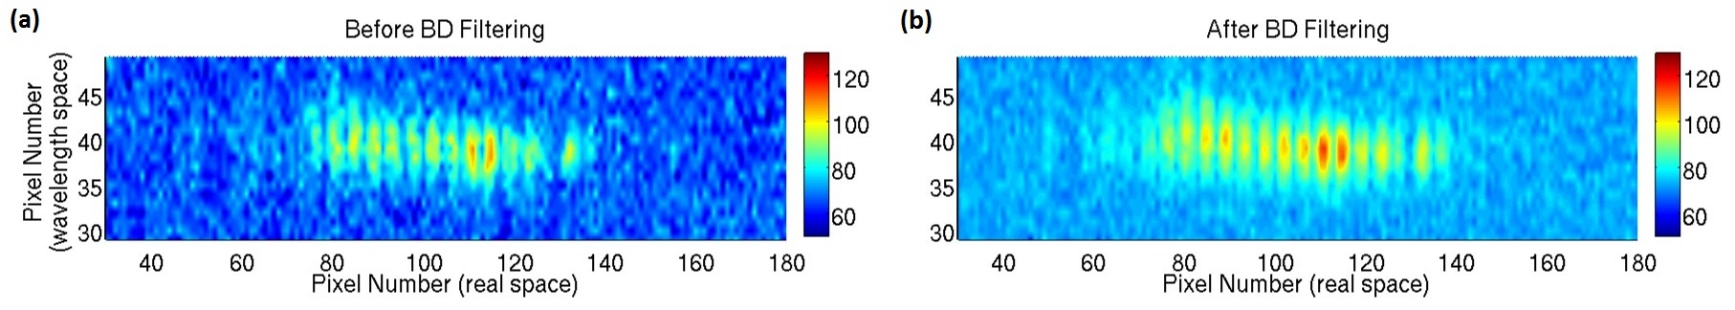 (a)
Before BD Filtering
Pixel Number
(wavelength space)
45
40
35
30
40 60 80 100 120 140 160 180
Pixel Number (real space)
120
100
80
60
(b)
After BD Filtering
45
40
35
30
40 60 80 100 120 140 160 180
Pixel Number (real space)
120
100
80
60